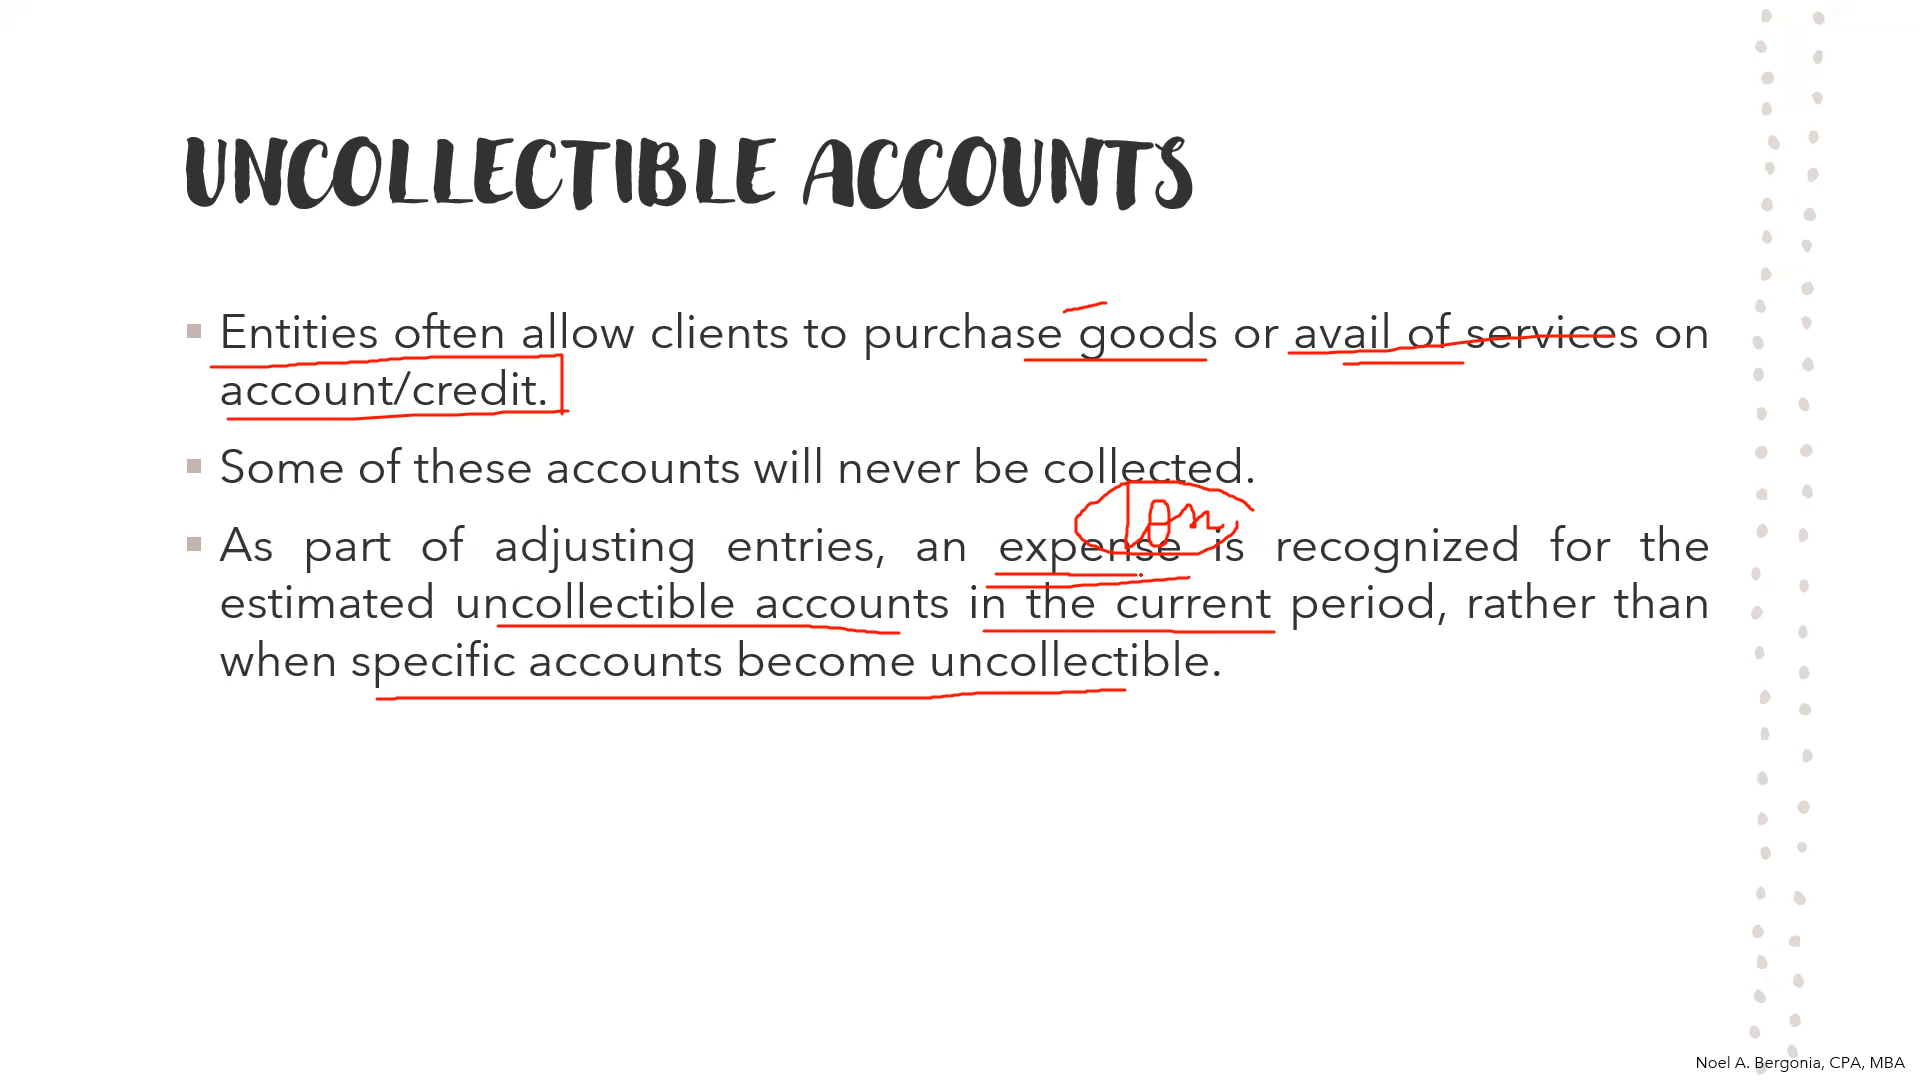 UNCOLLECTIBLE ACCOUNTS
Entities often allow clients to purchase goods or avail of services on
account/credit.
Some of these accounts will never be collected.
As part of adjusting entries, an expense is recognized for the
estimated uncollectible accounts in the current period, rather than
when specific accounts become uncollectible.
Noel A. Bergonia, CPA, MBA